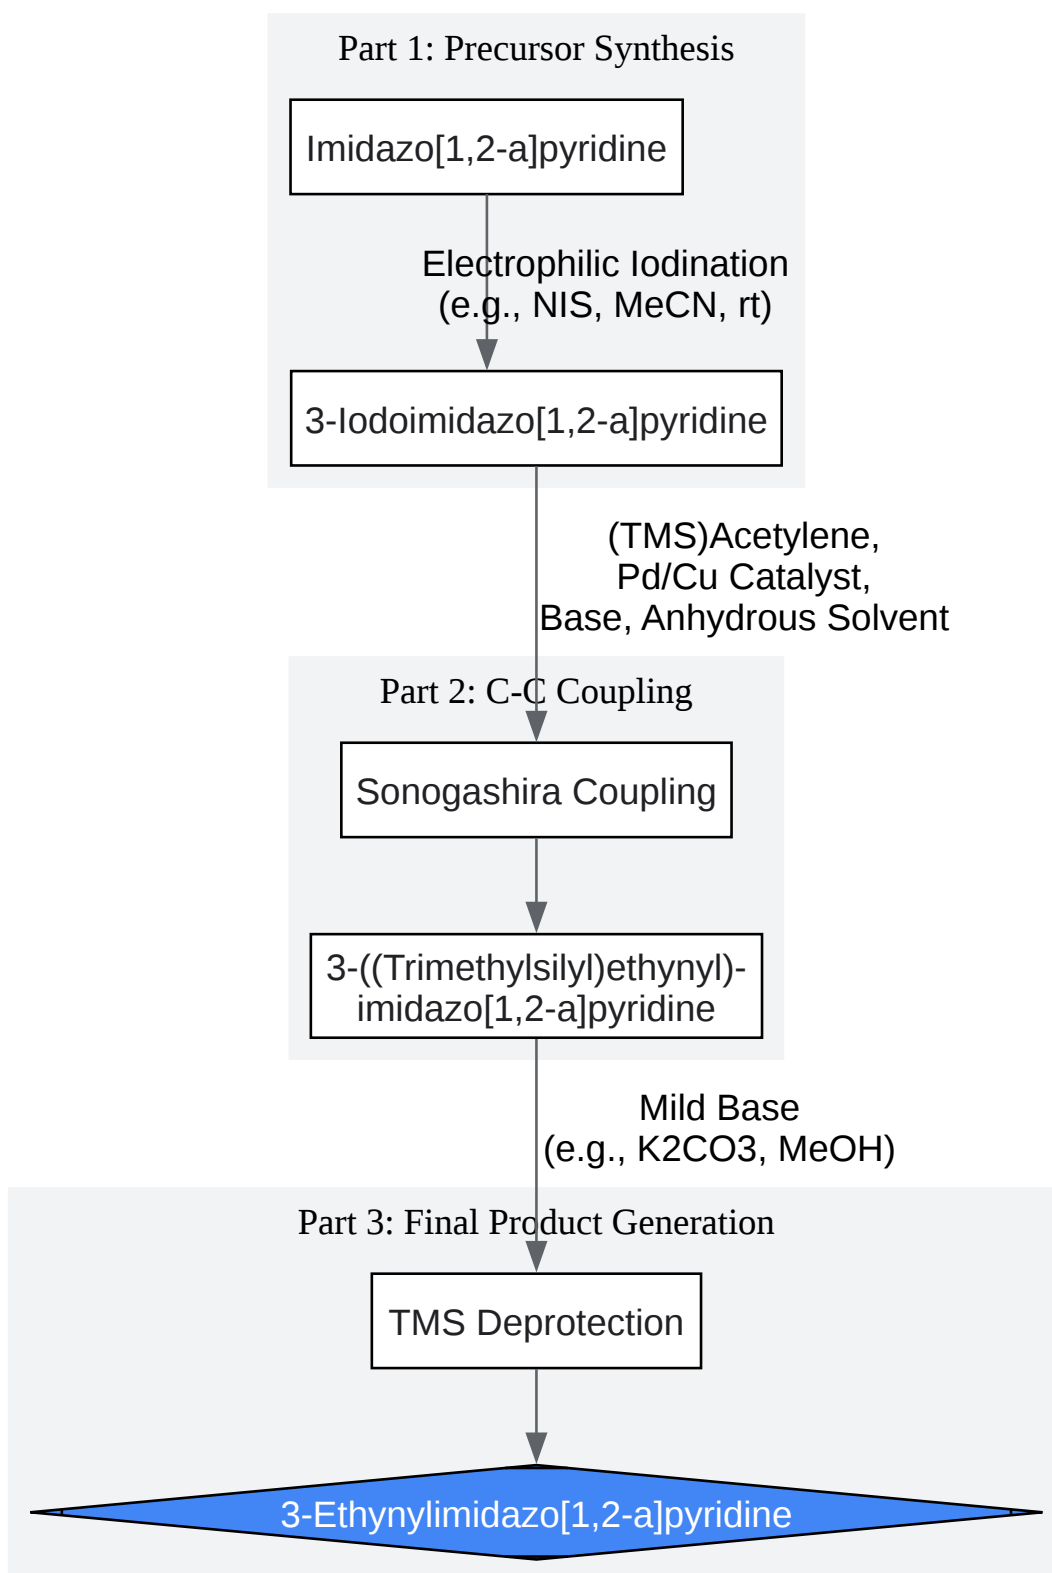 Part 1: Precursor Synthesis
Imidazo[1,2-a]pyridine
Electrophilic Iodination
(e.g., NIS, MeCN, rt)
3-Iodoimidazo[1,2-a]pyridine
(TMS)Acetylene,
Pd/Cu Catalyst,
Base, Anhydrous Solvent
Part 2: C-C Coupling
Sonogashira Coupling
3-((Trimethylsilyl)ethynyl)-
imidazo[1,2-a]pyridine
Mild Base
(e.g., K2CO3, MeOH)
Part 3: Final Product Generation
TMS Deprotection
3-Ethynylimidazo[1,2-a]pyridine